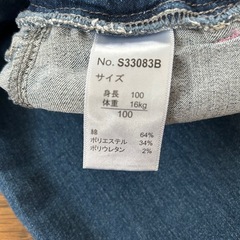 No. S33083B
サイズ
身長 100
体重 16kg
100
綿 64%
ポリエステル 34%
ポリウレタン 2%